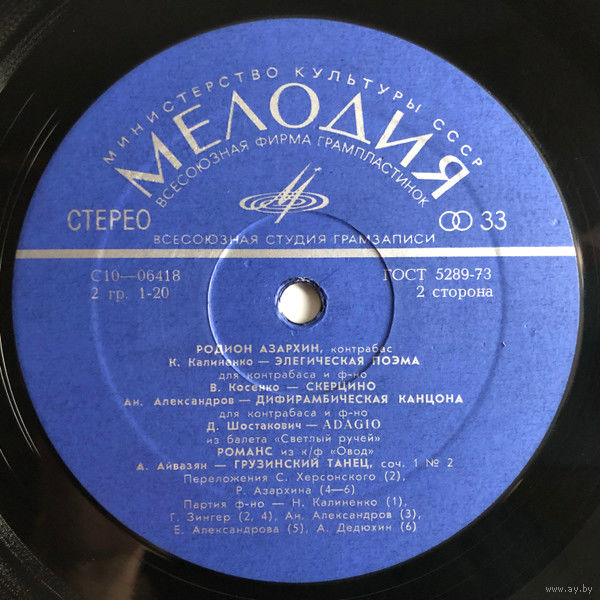 МИНИСТЕРСТВО КУЛЬТУРЫ СССР
МЕЛОДИЯ
ВСЕСОЮЗНАЯ ФИРМА ГРАМПЛАСТИНОК
СТЕРЕО
33
ВСЕСОЮЗНАЯ СТУДИЯ ГРАМЗАПИСИ
С10—06418
ГОСТ 5289-73
2 гр. 1-20
2 сторона
РОДИОН АЗАРХИН, контрабас
К. Калиненко — ЭЛЕГИЧЕСКАЯ ПОЭМА
для контрабаса и ф-но
В. Косенко — СКЕРЦИНО
Ан. Александров — ДИФИРАМБИЧЕСКАЯ КАНЦОНА
для контрабаса и ф-но
Д. Шостакович — ADAGIO
из балета «Светлый ручей»
РОМАНС из к/ф «Овод»
А. Айвазян — ГРУЗИНСКИЙ ТАНЕЦ, соч. 1 № 2
Переложения С. Херсонского (2),
Р. Азархина (4—6)
Партия ф-но — Н. Калиненко (1),
Г. Зингер (2, 4), Ан. Александров (3),
Е. Александрова (5), А. Дедюхин (6)
www.ay.by